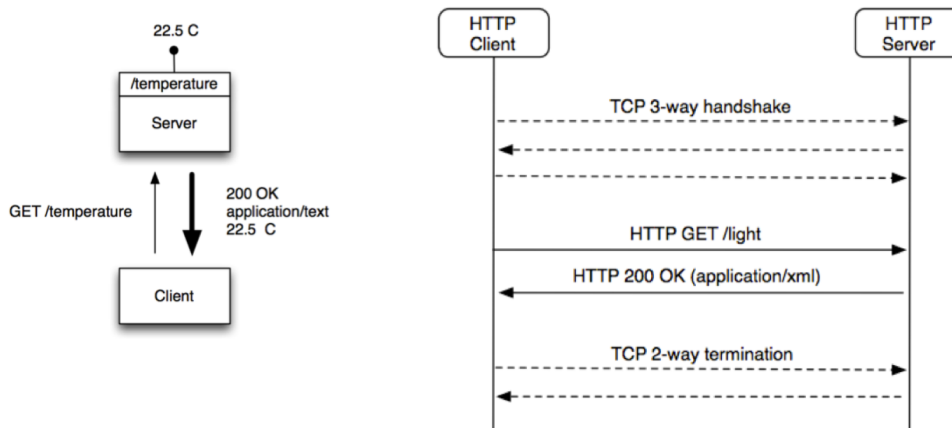 22.5 C
/temperature
Server
GET /temperature
200 OK
application/text
22.5 C
Client
HTTP
Client
HTTP
Server
TCP 3-way handshake
HTTP GET /light
HTTP 200 OK (application/xml)
TCP 2-way termination